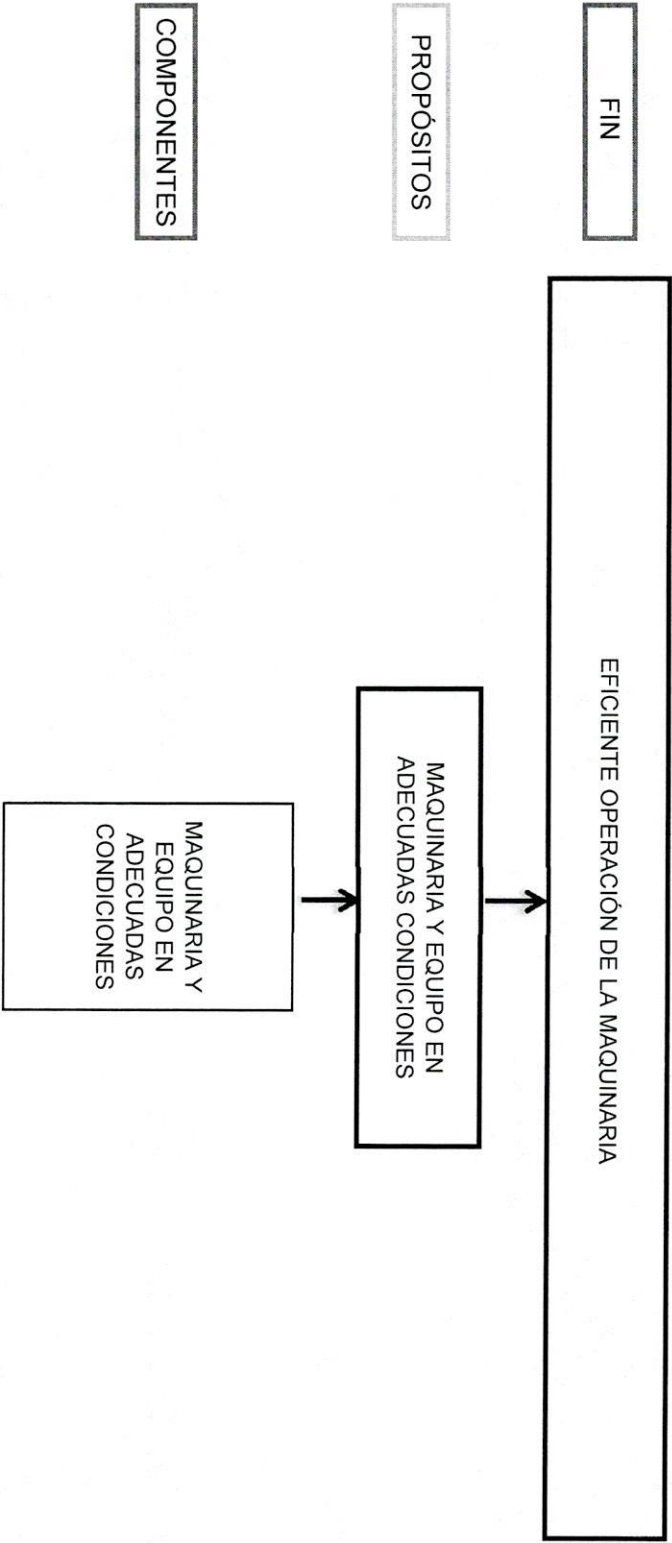 FIN
EFICIENTE OPERACIÓN DE LA MAQUINARIA
PROPÓSITOS
MAQUINARIA Y EQUIPO EN
ADECUADAS CONDICIONES
COMPONENTES
MAQUINARIA Y
EQUIPO EN
ADECUADAS
CONDICIONES